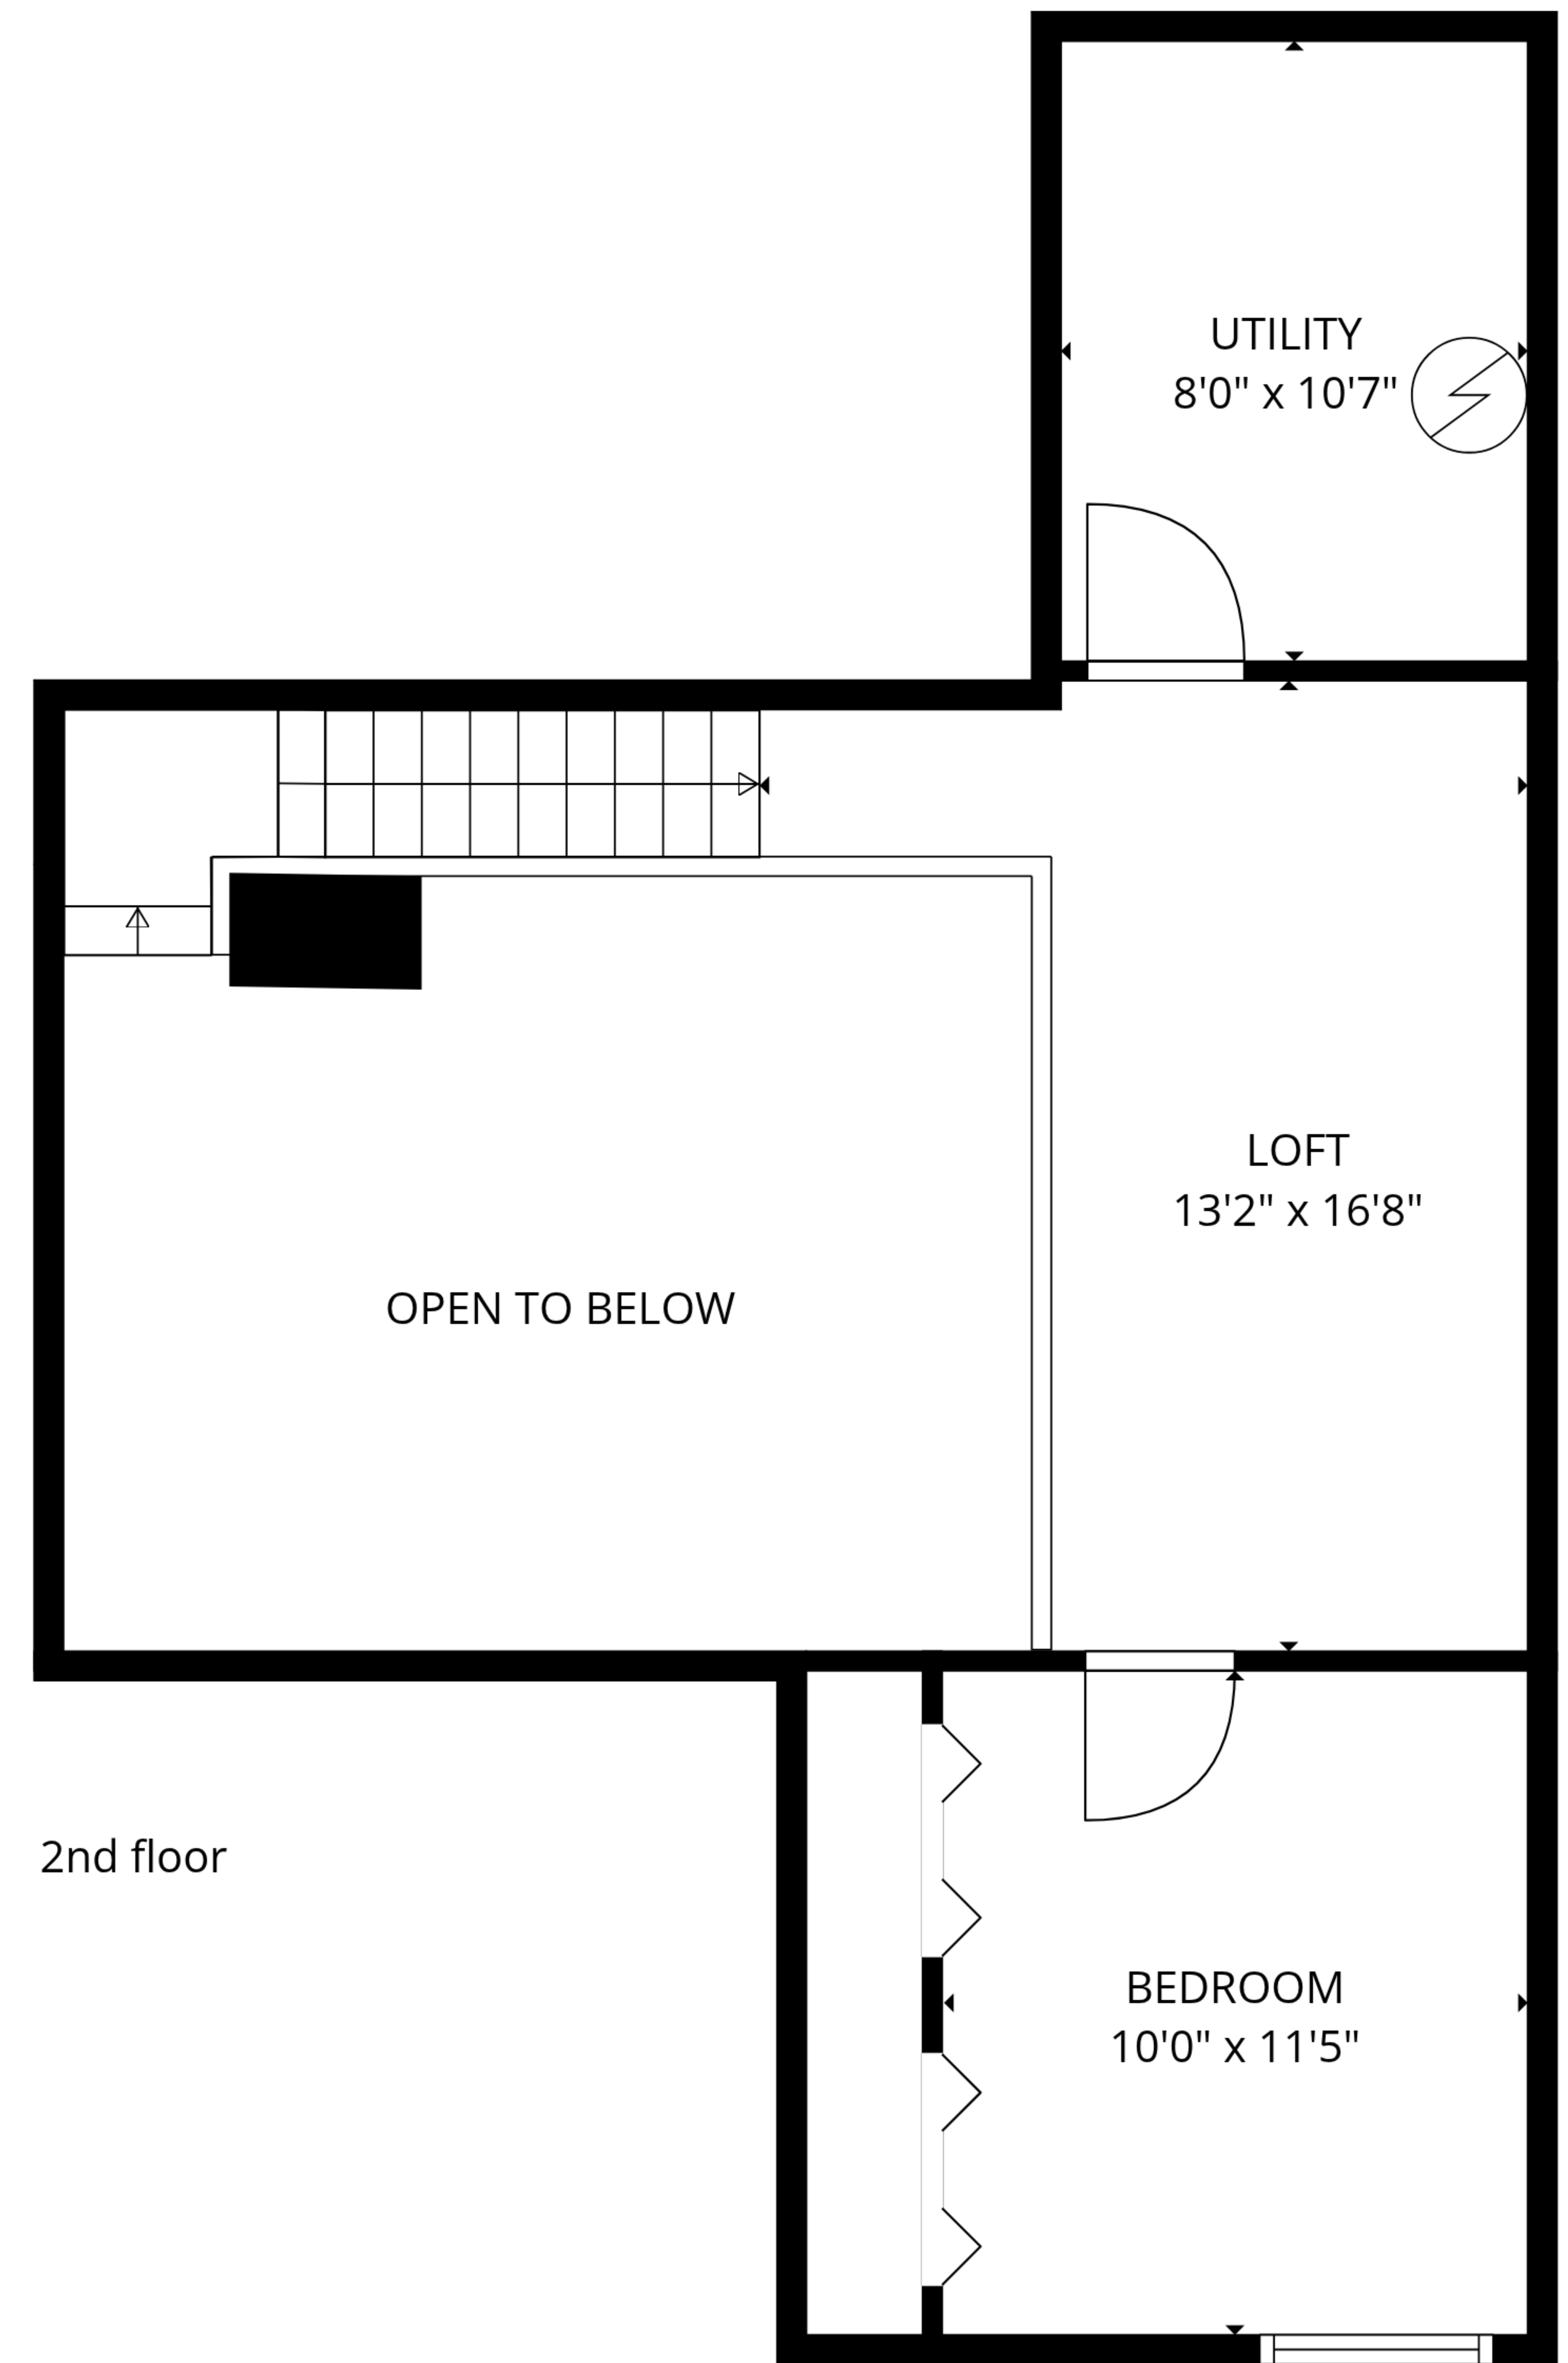 UTILITY
8'0" x 10'7"
LOFT
13'2" x 16'8"
OPEN TO BELOW
2nd floor
BEDROOM
10'0" x 11'5"